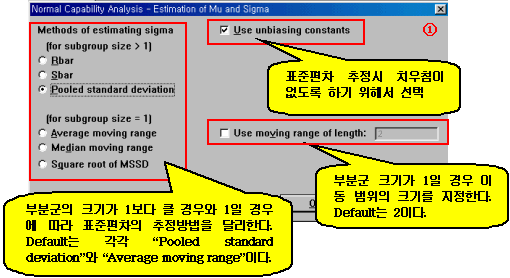 Normal Capability Analysis - Estimation of Mu and Sigma
Methods of estimating sigma
(for subgroup size > 1)
Rbar
Sbar
Pooled standard deviation
(for subgroup size = 1)
Average moving range
Median moving range
Square root of MSSD
Use unbiasing constants
①
표준편차 추정시 치우침이
없도록 하기 위해서 선택
Use moving range of length: 2
부분군 크기가 1일 경우 이
동 범위의 크기를 지정한다.
Default는 2이다.
부분군의 크기가 1보다 클 경우와 1일 경우
에 따라 표준편차의 추정방법을 달리한다.
Default는 각각 “Pooled standard
deviation”와 “Average moving range”이다.